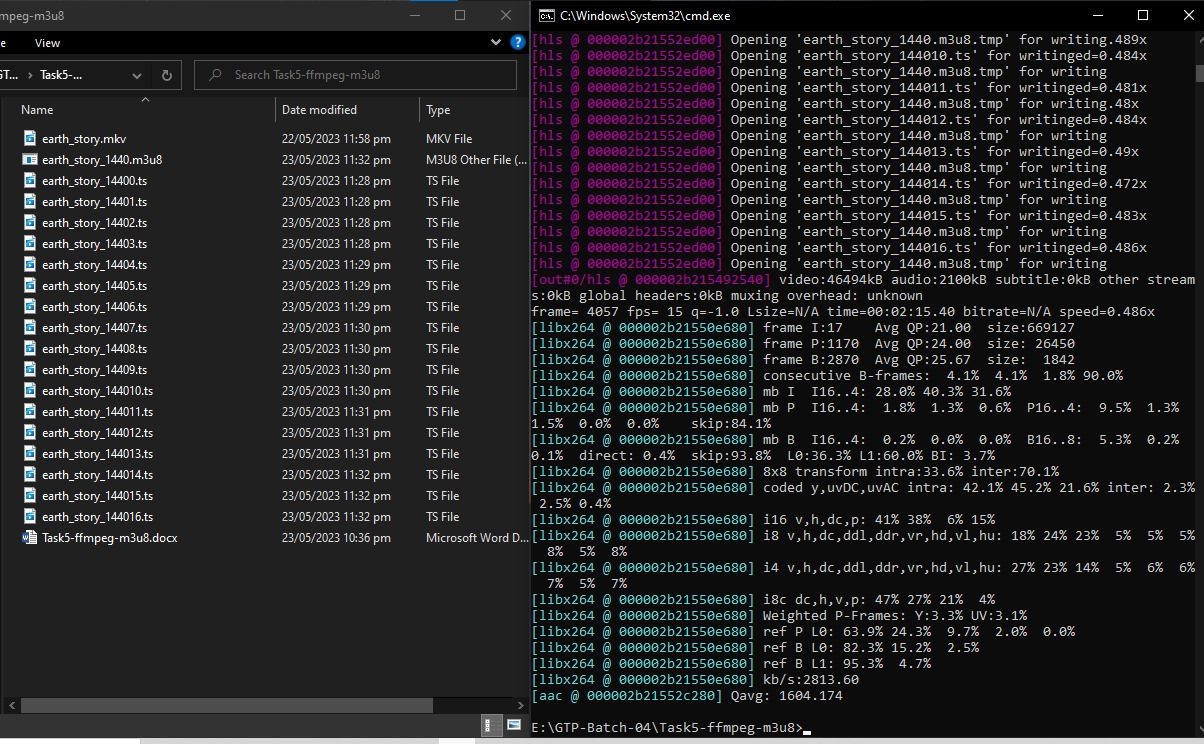 mpeg-m3u8
e View
GT... › Task5-...
Search Task5-ffmpeg-m3u8
Name Date modified Type
earth_story.mkv 22/05/2023 11:58 pm MKV File
earth_story_1440.m3u8 23/05/2023 11:32 pm M3U8 Other File (...
earth_story_14400.ts 23/05/2023 11:28 pm TS File
earth_story_14401.ts 23/05/2023 11:28 pm TS File
earth_story_14402.ts 23/05/2023 11:28 pm TS File
earth_story_14403.ts 23/05/2023 11:28 pm TS File
earth_story_14404.ts 23/05/2023 11:29 pm TS File
earth_story_14405.ts 23/05/2023 11:29 pm TS File
earth_story_14406.ts 23/05/2023 11:29 pm TS File
earth_story_14407.ts 23/05/2023 11:30 pm TS File
earth_story_14408.ts 23/05/2023 11:30 pm TS File
earth_story_14409.ts 23/05/2023 11:30 pm TS File
earth_story_144010.ts 23/05/2023 11:30 pm TS File
earth_story_144011.ts 23/05/2023 11:31 pm TS File
earth_story_144012.ts 23/05/2023 11:31 pm TS File
earth_story_144013.ts 23/05/2023 11:31 pm TS File
earth_story_144014.ts 23/05/2023 11:32 pm TS File
earth_story_144015.ts 23/05/2023 11:32 pm TS File
earth_story_144016.ts 23/05/2023 11:32 pm TS File
Task5-ffmpeg-m3u8.docx 23/05/2023 10:36 pm Microsoft Word D...
C:\Windows\System32\cmd.exe
[hls @ 000002b21552ed00] Opening 'earth_story_1440.m3u8.tmp' for writing.489x
[hls @ 000002b21552ed00] Opening 'earth_story_144010.ts' for writinged=0.484x
[hls @ 000002b21552ed00] Opening 'earth_story_1440.m3u8.tmp' for writing
[hls @ 000002b21552ed00] Opening 'earth_story_144011.ts' for writinged=0.481x
[hls @ 000002b21552ed00] Opening 'earth_story_1440.m3u8.tmp' for writing.48x
[hls @ 000002b21552ed00] Opening 'earth_story_144012.ts' for writinged=0.484x
[hls @ 000002b21552ed00] Opening 'earth_story_1440.m3u8.tmp' for writing
[hls @ 000002b21552ed00] Opening 'earth_story_144013.ts' for writinged=0.49x
[hls @ 000002b21552ed00] Opening 'earth_story_1440.m3u8.tmp' for writing
[hls @ 000002b21552ed00] Opening 'earth_story_144014.ts' for writinged=0.472x
[hls @ 000002b21552ed00] Opening 'earth_story_1440.m3u8.tmp' for writing
[hls @ 000002b21552ed00] Opening 'earth_story_144015.ts' for writinged=0.483x
[hls @ 000002b21552ed00] Opening 'earth_story_1440.m3u8.tmp' for writing
[hls @ 000002b21552ed00] Opening 'earth_story_144016.ts' for writinged=0.486x
[hls @ 000002b21552ed00] Opening 'earth_story_1440.m3u8.tmp' for writing
[out#0/hls @ 000002b215492540] video:46494kB audio:2100kB subtitle:0kB other stream
s:0kB global headers:0kB muxing overhead: unknown
frame= 4057 fps= 15 q=-1.0 Lsize=N/A time=00:02:15.40 bitrate=N/A speed=0.486x
[libx264 @ 000002b21550e680] frame I:17 Avg QP:21.00 size:669127
[libx264 @ 000002b21550e680] frame P:1170 Avg QP:24.00 size: 26450
[libx264 @ 000002b21550e680] frame B:2870 Avg QP:25.67 size: 1842
[libx264 @ 000002b21550e680] consecutive B-frames: 4.1% 4.1% 1.8% 90.0%
[libx264 @ 000002b21550e680] mb I I16..4: 28.0% 40.3% 31.6%
[libx264 @ 000002b21550e680] mb P I16..4: 1.8% 1.3% 0.6% P16..4: 9.5% 1.3%
1.5% 0.0% 0.0% skip:84.1%
[libx264 @ 000002b21550e680] mb B I16..4: 0.2% 0.0% 0.0% B16..8: 5.3% 0.2%
0.1% direct: 0.4% skip:93.8% L0:36.3% L1:60.0% BI: 3.7%
[libx264 @ 000002b21550e680] 8x8 transform intra:33.6% inter:70.1%
[libx264 @ 000002b21550e680] coded y,uvDC,uvAC intra: 42.1% 45.2% 21.6% inter: 2.3%
2.5% 0.4%
[libx264 @ 000002b21550e680] i16 v,h,dc,p: 41% 38% 6% 15%
[libx264 @ 000002b21550e680] i8 v,h,dc,ddl,ddr,vr,hd,vl,hu: 18% 24% 23% 5% 5% 5%
8% 5% 8%
[libx264 @ 000002b21550e680] i4 v,h,dc,ddl,ddr,vr,hd,vl,hu: 27% 23% 14% 5% 6% 6%
7% 5% 7%
[libx264 @ 000002b21550e680] i8c dc,h,v,p: 47% 27% 21% 4%
[libx264 @ 000002b21550e680] Weighted P-Frames: Y:3.3% UV:3.1%
[libx264 @ 000002b21550e680] ref P L0: 63.9% 24.3% 9.7% 2.0% 0.0%
[libx264 @ 000002b21550e680] ref B L0: 82.3% 15.2% 2.5%
[libx264 @ 000002b21550e680] ref B L1: 95.3% 4.7%
[libx264 @ 000002b21550e680] kb/s:2813.60
[aac @ 000002b21552c280] Qavg: 1604.174
E:\GTP-Batch-04\Task5-ffmpeg-m3u8>